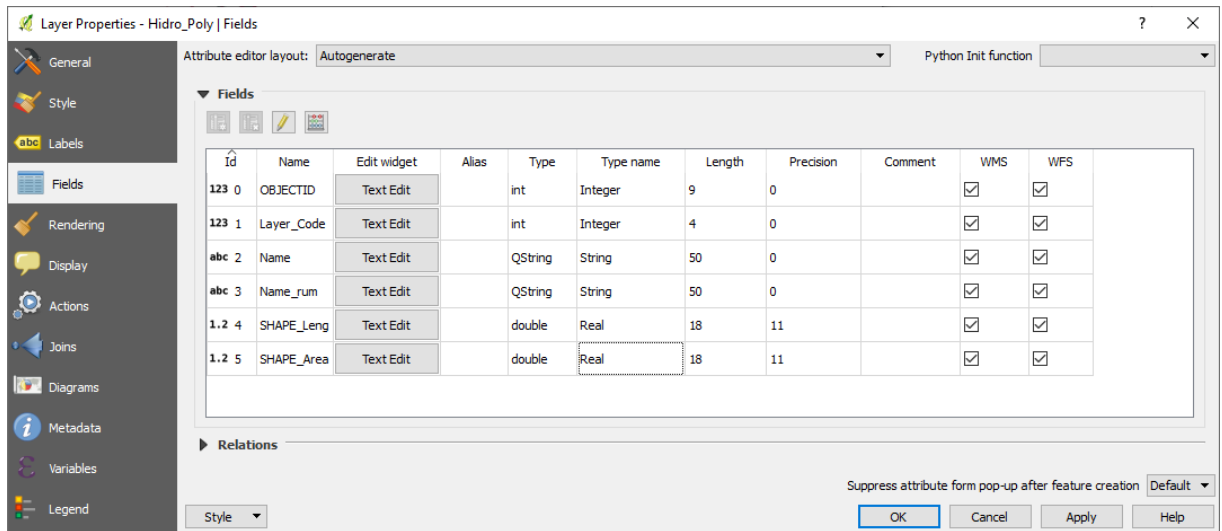 Layer Properties - Hidro_Poly | Fields ?
General
Style
abc Labels
Fields
Rendering
Display
Actions
Joins
Diagrams
Metadata
Variables
Legend
Attribute editor layout: Autogenerate Python Init function
Fields
Id Name Edit widget Alias Type Type name Length Precision Comment WMS WFS
123 0 OBJECTID Text Edit int Integer 9 0
123 1 Layer_Code Text Edit int Integer 4 0
abc 2 Name Text Edit QString String 50 0
abc 3 Name_rum Text Edit QString String 50 0
1.2 4 SHAPE_Leng Text Edit double Real 18 11
1.2 5 SHAPE_Area Text Edit double Real 18 11
Relations
Suppress attribute form pop-up after feature creation Default
Style OK Cancel Apply Help